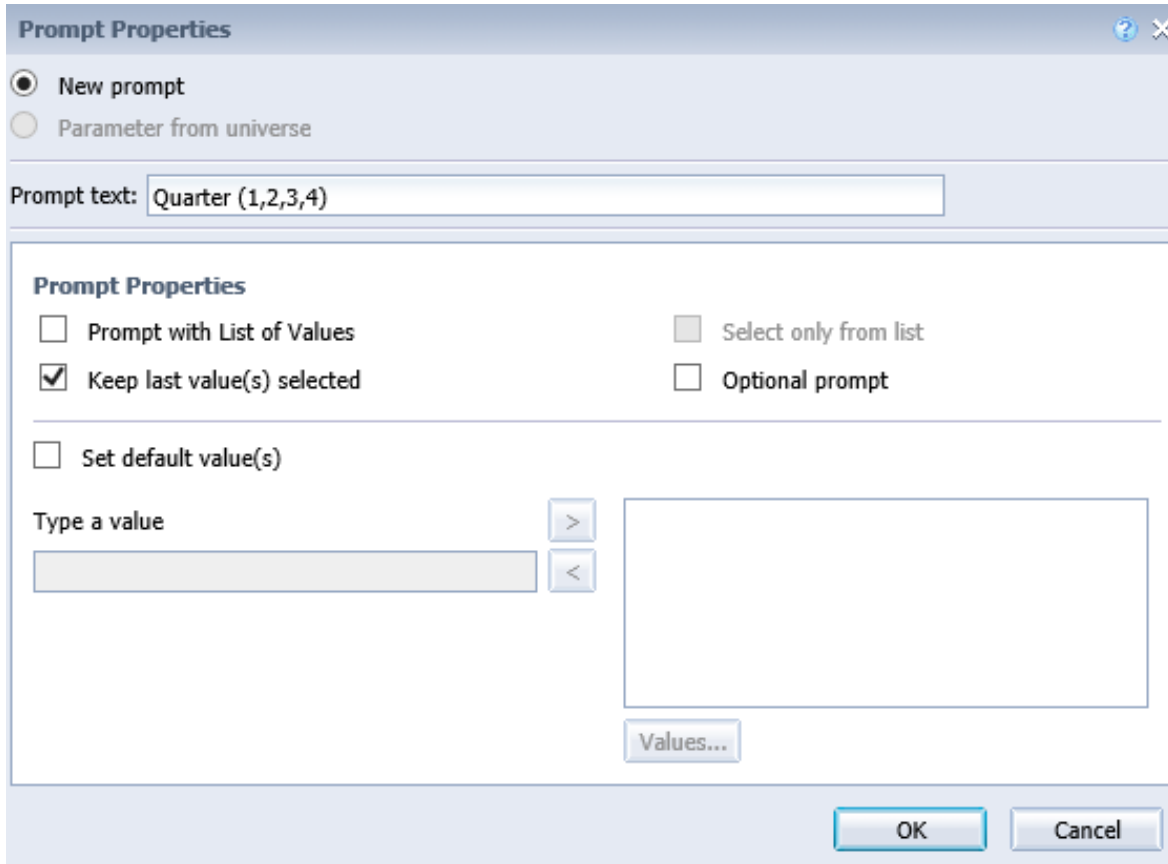 Prompt Properties
New prompt
Parameter from universe
Prompt text: Quarter (1,2,3,4)
Prompt Properties
Prompt with List of Values Select only from list
Keep last value(s) selected Optional prompt
Set default value(s)
Type a value >
<
Values...
OK Cancel